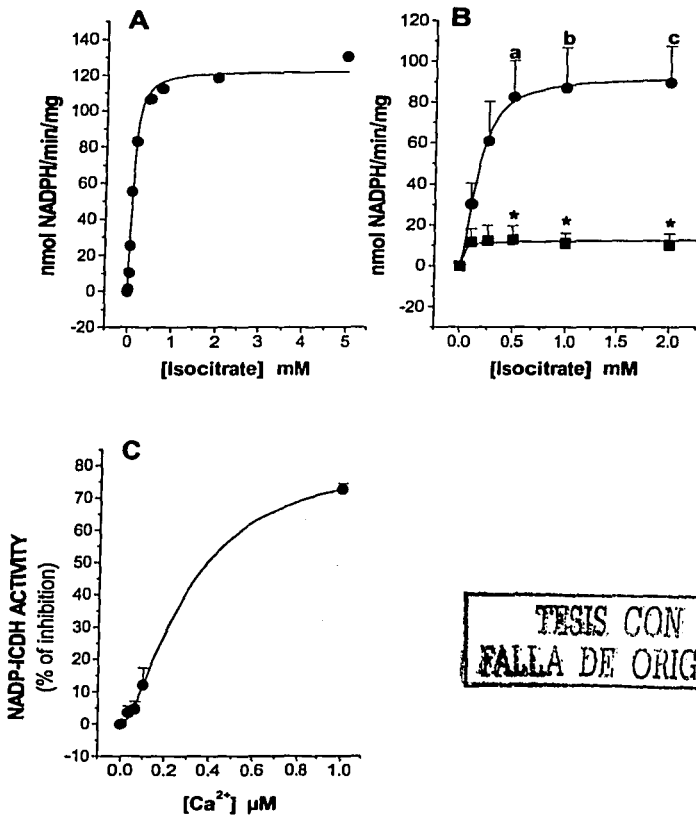 A
nmol NADPH/min/mg
140
120
100
80
60
40
20
0
-20
0 1 2 3 4 5
[Isocitrate] mM
B
nmol NADPH/min/mg
120
100
80
60
40
20
0
-20
a b c
* * *
0.0 0.5 1.0 1.5 2.0
[Isocitrate] mM
C
NADP-ICDH ACTIVITY
(% of inhibition)
80
70
60
50
40
30
20
10
0
-10
0.0 0.2 0.4 0.6 0.8 1.0
[Ca²⁺] µM
TESIS CON
FALLA DE ORIG